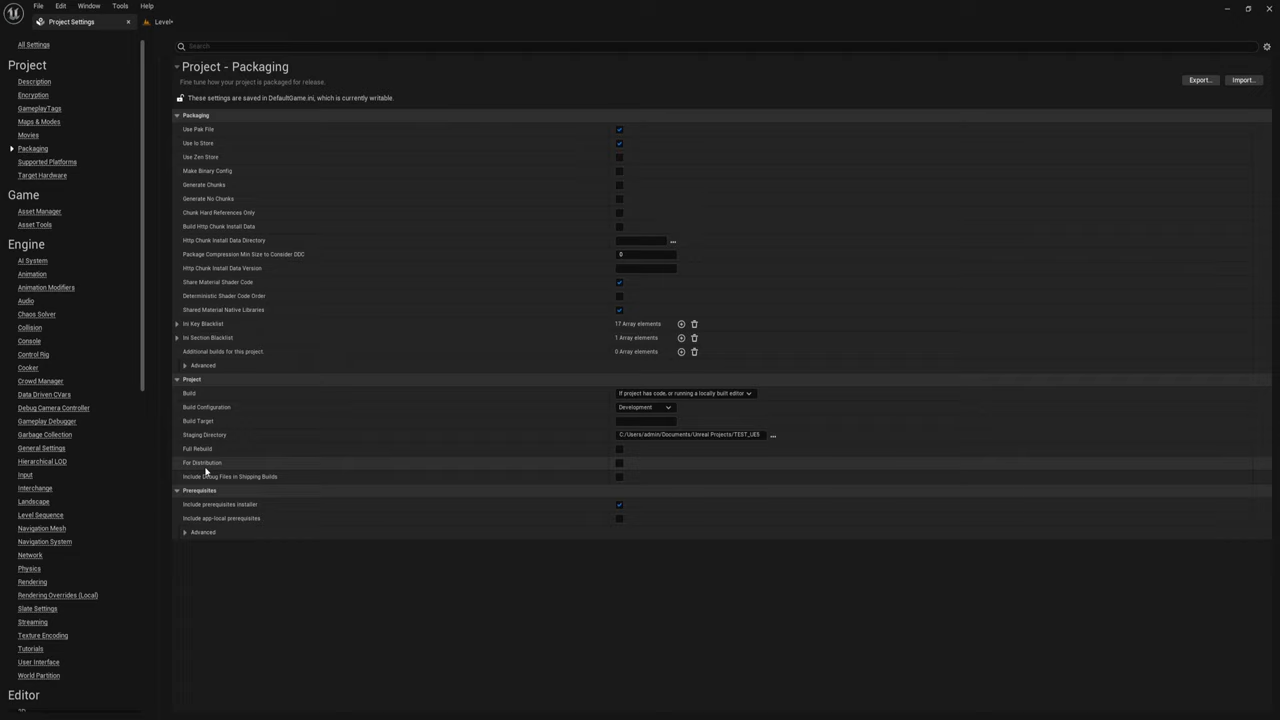 File Edit Window Tools Help
Project Settings
Level*
All Settings
Project
Description
Encryption
GameplayTags
Maps & Modes
Movies
Packaging
Supported Platforms
Target Hardware
Game
Asset Manager
Asset Tools
Engine
AI System
Animation
Animation Modifiers
Audio
Chaos Solver
Collision
Console
Control Rig
Cooker
Crowd Manager
Data Driven CVars
Debug Camera Controller
Gameplay Debugger
Garbage Collection
General Settings
Hierarchical LOD
Input
Interchange
Landscape
Level Sequence
Navigation Mesh
Navigation System
Network
Physics
Rendering
Rendering Overrides (Local)
Slate Settings
Streaming
Texture Encoding
Tutorials
User Interface
World Partition
Editor
Search
Project - Packaging
Fine tune how your project is packaged for release.
Export...
Import...
These settings are saved in DefaultGame.ini, which is currently writable.
Packaging
Use Pak File
Use Io Store
Use Zen Store
Make Binary Config
Generate Chunks
Generate No Chunks
Chunk Hard References Only
Build Http Chunk Install Data
Http Chunk Install Data Directory
Package Compression Min Size to Consider DDC 0
Http Chunk Install Data Version
Share Material Shader Code
Deterministic Shader Code Order
Shared Material Native Libraries
Ini Key Blacklist 17 Array elements
Ini Section Blacklist 1 Array elements
Additional builds for this project. 0 Array elements
Advanced
Project
Build If project has code, or running a locally built editor
Build Configuration Development
Build Target
Staging Directory C:/Users/admin/Documents/Unreal Projects/TEST_UE5
Full Rebuild
For Distribution
Include Debug Files in Shipping Builds
Prerequisites
Include prerequisites installer
Include app-local prerequisites
Advanced